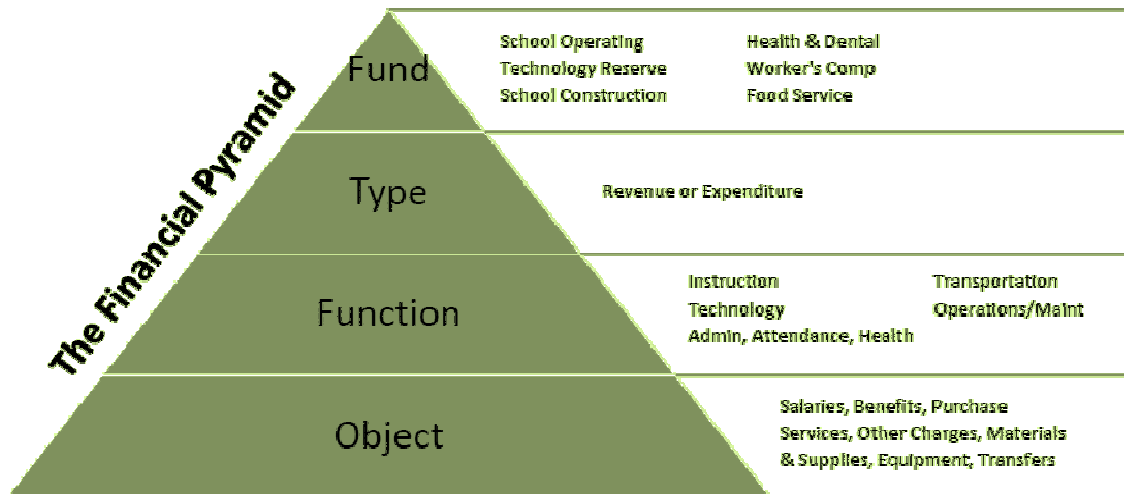 The Financial Pyramid
Fund
School Operating
Technology Reserve
School Construction
Health & Dental
Worker's Comp
Food Service
Type
Revenue or Expenditure
Function
Instruction
Technology
Admin, Attendance, Health
Transportation
Operations/Maint
Object
Salaries, Benefits, Purchase
Services, Other Charges, Materials
& Supplies, Equipment, Transfers